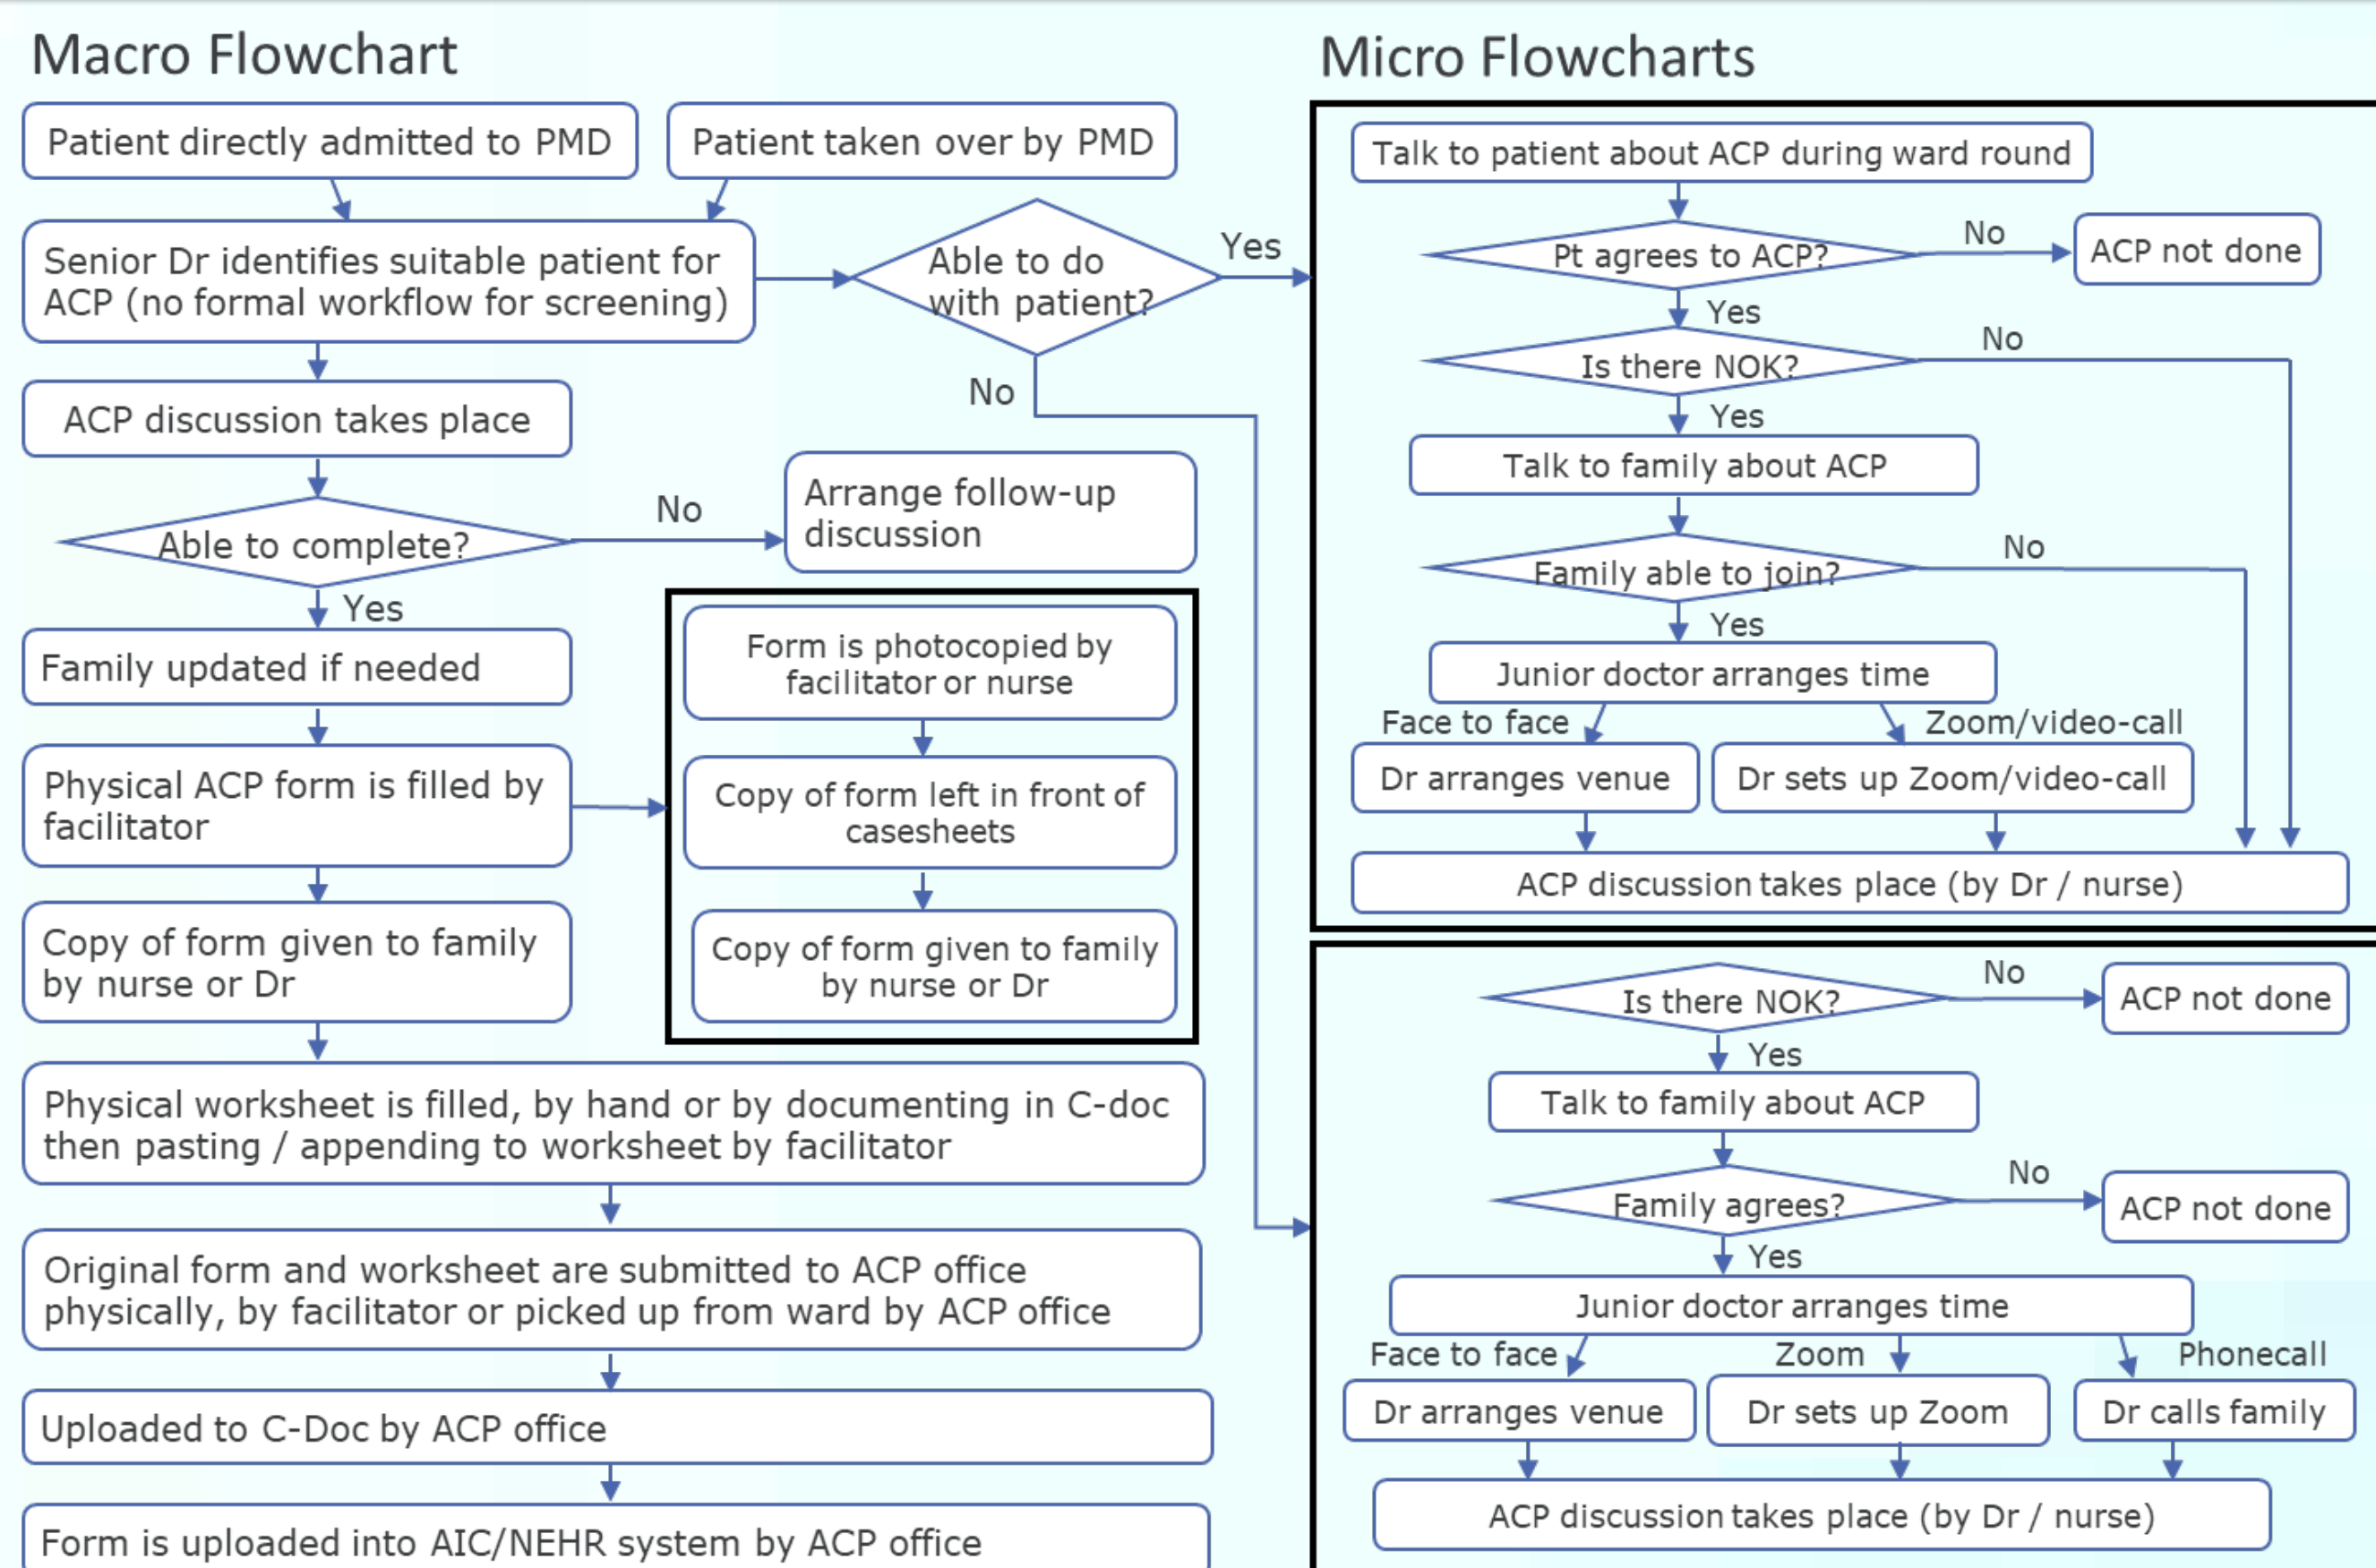 Macro Flowchart
Patient directly admitted to PMD
Patient taken over by PMD
Senior Dr identifies suitable patient for
ACP (no formal workflow for screening)
Able to do
with patient?
Yes
No
ACP discussion takes place
Able to complete?
No
Arrange follow-up
discussion
Yes
Family updated if needed
Physical ACP form is filled by
facilitator
Form is photocopied by
facilitator or nurse
Copy of form left in front of
casesheets
Copy of form given to family
by nurse or Dr
Copy of form given to family
by nurse or Dr
Physical worksheet is filled, by hand or by documenting in C-doc
then pasting / appending to worksheet by facilitator
Original form and worksheet are submitted to ACP office
physically, by facilitator or picked up from ward by ACP office
Uploaded to C-Doc by ACP office
Form is uploaded into AIC/NEHR system by ACP office
Micro Flowcharts
Talk to patient about ACP during ward round
Pt agrees to ACP?
No
ACP not done
Yes
Is there NOK?
No
Yes
Talk to family about ACP
Family able to join?
No
Yes
Junior doctor arranges time
Face to face
Zoom/video-call
Dr arranges venue
Dr sets up Zoom/video-call
ACP discussion takes place (by Dr / nurse)
Is there NOK?
No
ACP not done
Yes
Talk to family about ACP
Family agrees?
No
ACP not done
Yes
Junior doctor arranges time
Face to face
Zoom
Phonecall
Dr arranges venue
Dr sets up Zoom
Dr calls family
ACP discussion takes place (by Dr / nurse)